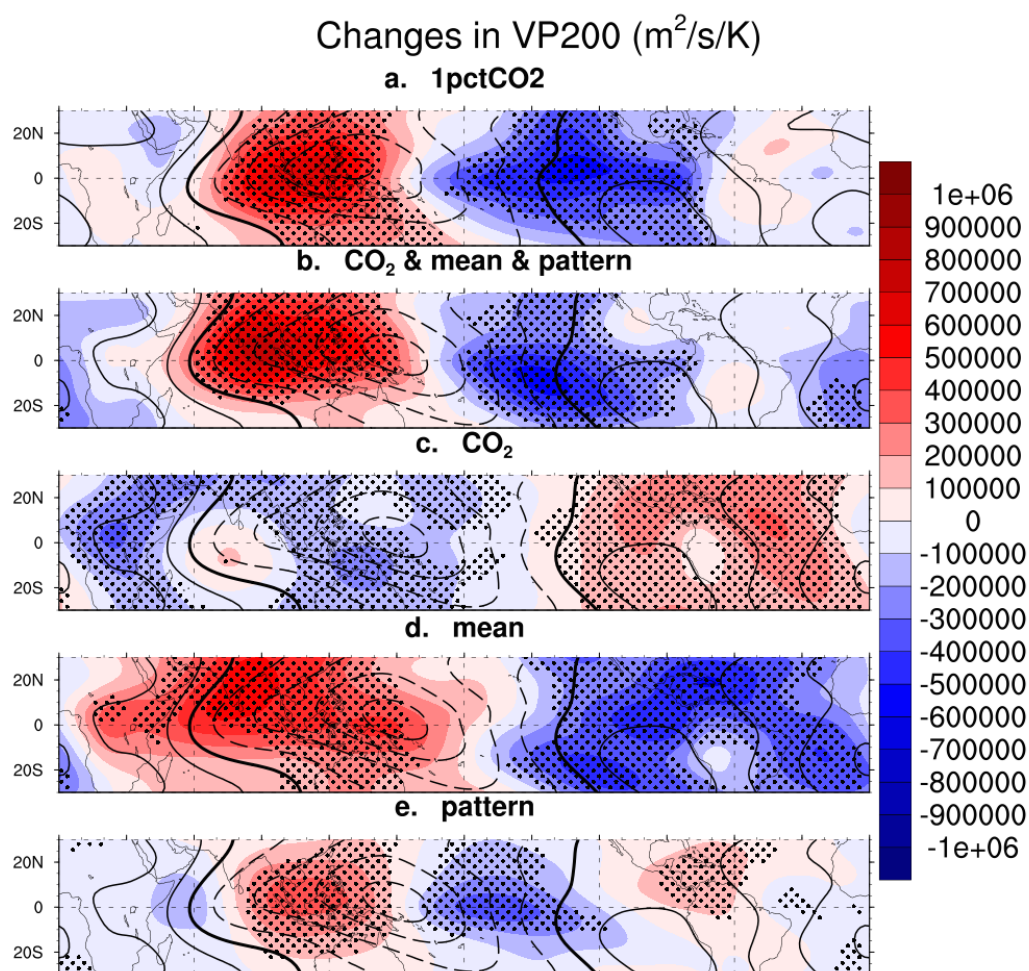 Changes in VP200 (m²/s/K)
a. 1pctCO2
20N
0
20S
b. CO₂ & mean & pattern
20N
0
20S
c. CO₂
20N
0
20S
d. mean
20N
0
20S
e. pattern
20N
0
20S
1e+06
900000
800000
700000
600000
500000
400000
300000
200000
100000
0
-100000
-200000
-300000
-400000
-500000
-600000
-700000
-800000
-900000
-1e+06